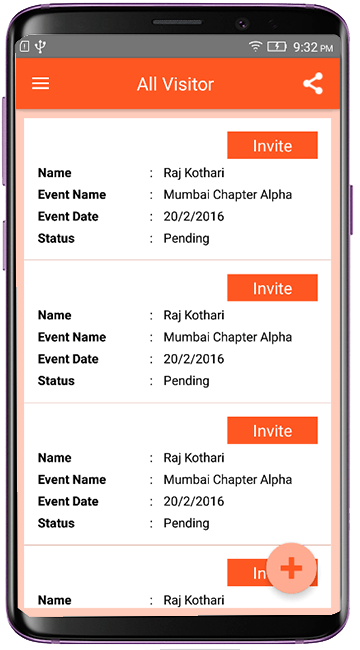 9:32 PM
All Visitor
Invite
Name : Raj Kothari
Event Name : Mumbai Chapter Alpha
Event Date : 20/2/2016
Status : Pending
Invite
Name : Raj Kothari
Event Name : Mumbai Chapter Alpha
Event Date : 20/2/2016
Status : Pending
Invite
Name : Raj Kothari
Event Name : Mumbai Chapter Alpha
Event Date : 20/2/2016
Status : Pending
Name : Raj Kothari